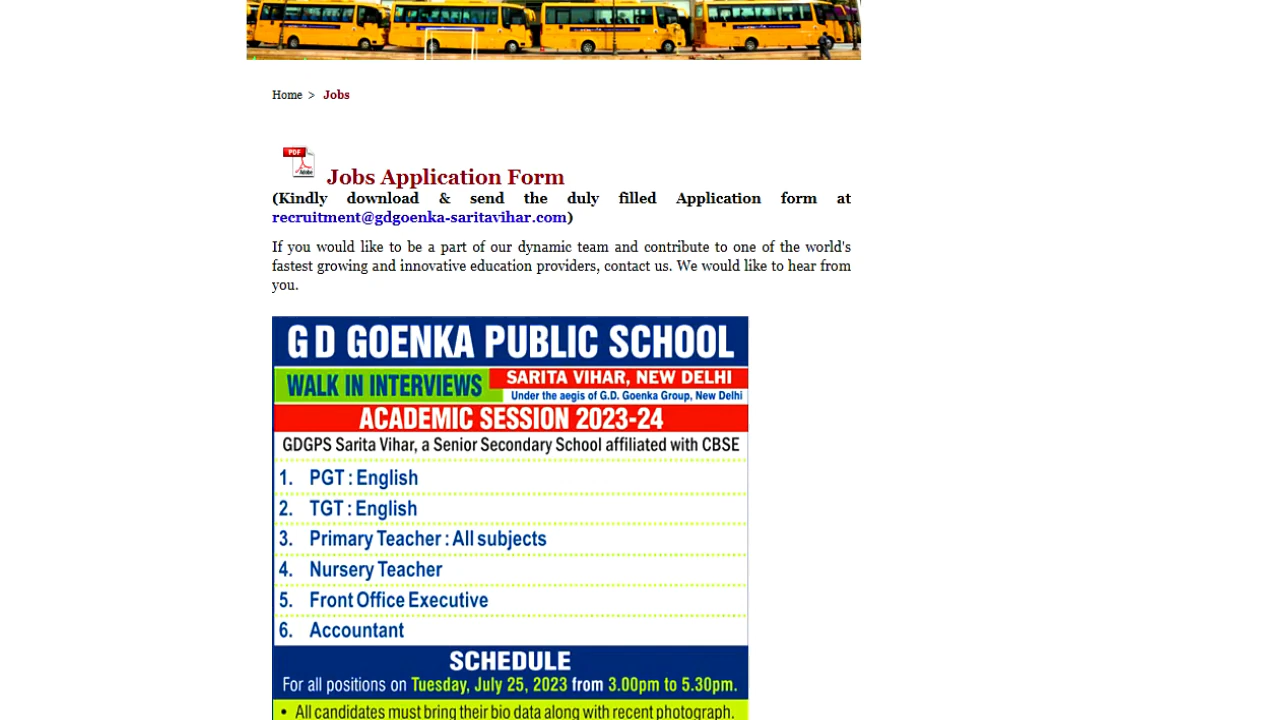 Home > Jobs
PDF
Adobe
Jobs Application Form
(Kindly download & send the duly filled Application form at
recruitment@gdgoenka-saritavihar.com)
If you would like to be a part of our dynamic team and contribute to one of the world's
fastest growing and innovative education providers, contact us. We would like to hear from
you.
G D GOENKA PUBLIC SCHOOL
WALK IN INTERVIEWS
SARITA VIHAR, NEW DELHI
Under the aegis of G.D. Goenka Group, New Delhi
ACADEMIC SESSION 2023-24
GDGPS Sarita Vihar, a Senior Secondary School affiliated with CBSE
1. PGT : English
2. TGT : English
3. Primary Teacher : All subjects
4. Nursery Teacher
5. Front Office Executive
6. Accountant
SCHEDULE
For all positions on Tuesday, July 25, 2023 from 3.00pm to 5.30pm.
• All candidates must bring their bio data along with recent photograph.